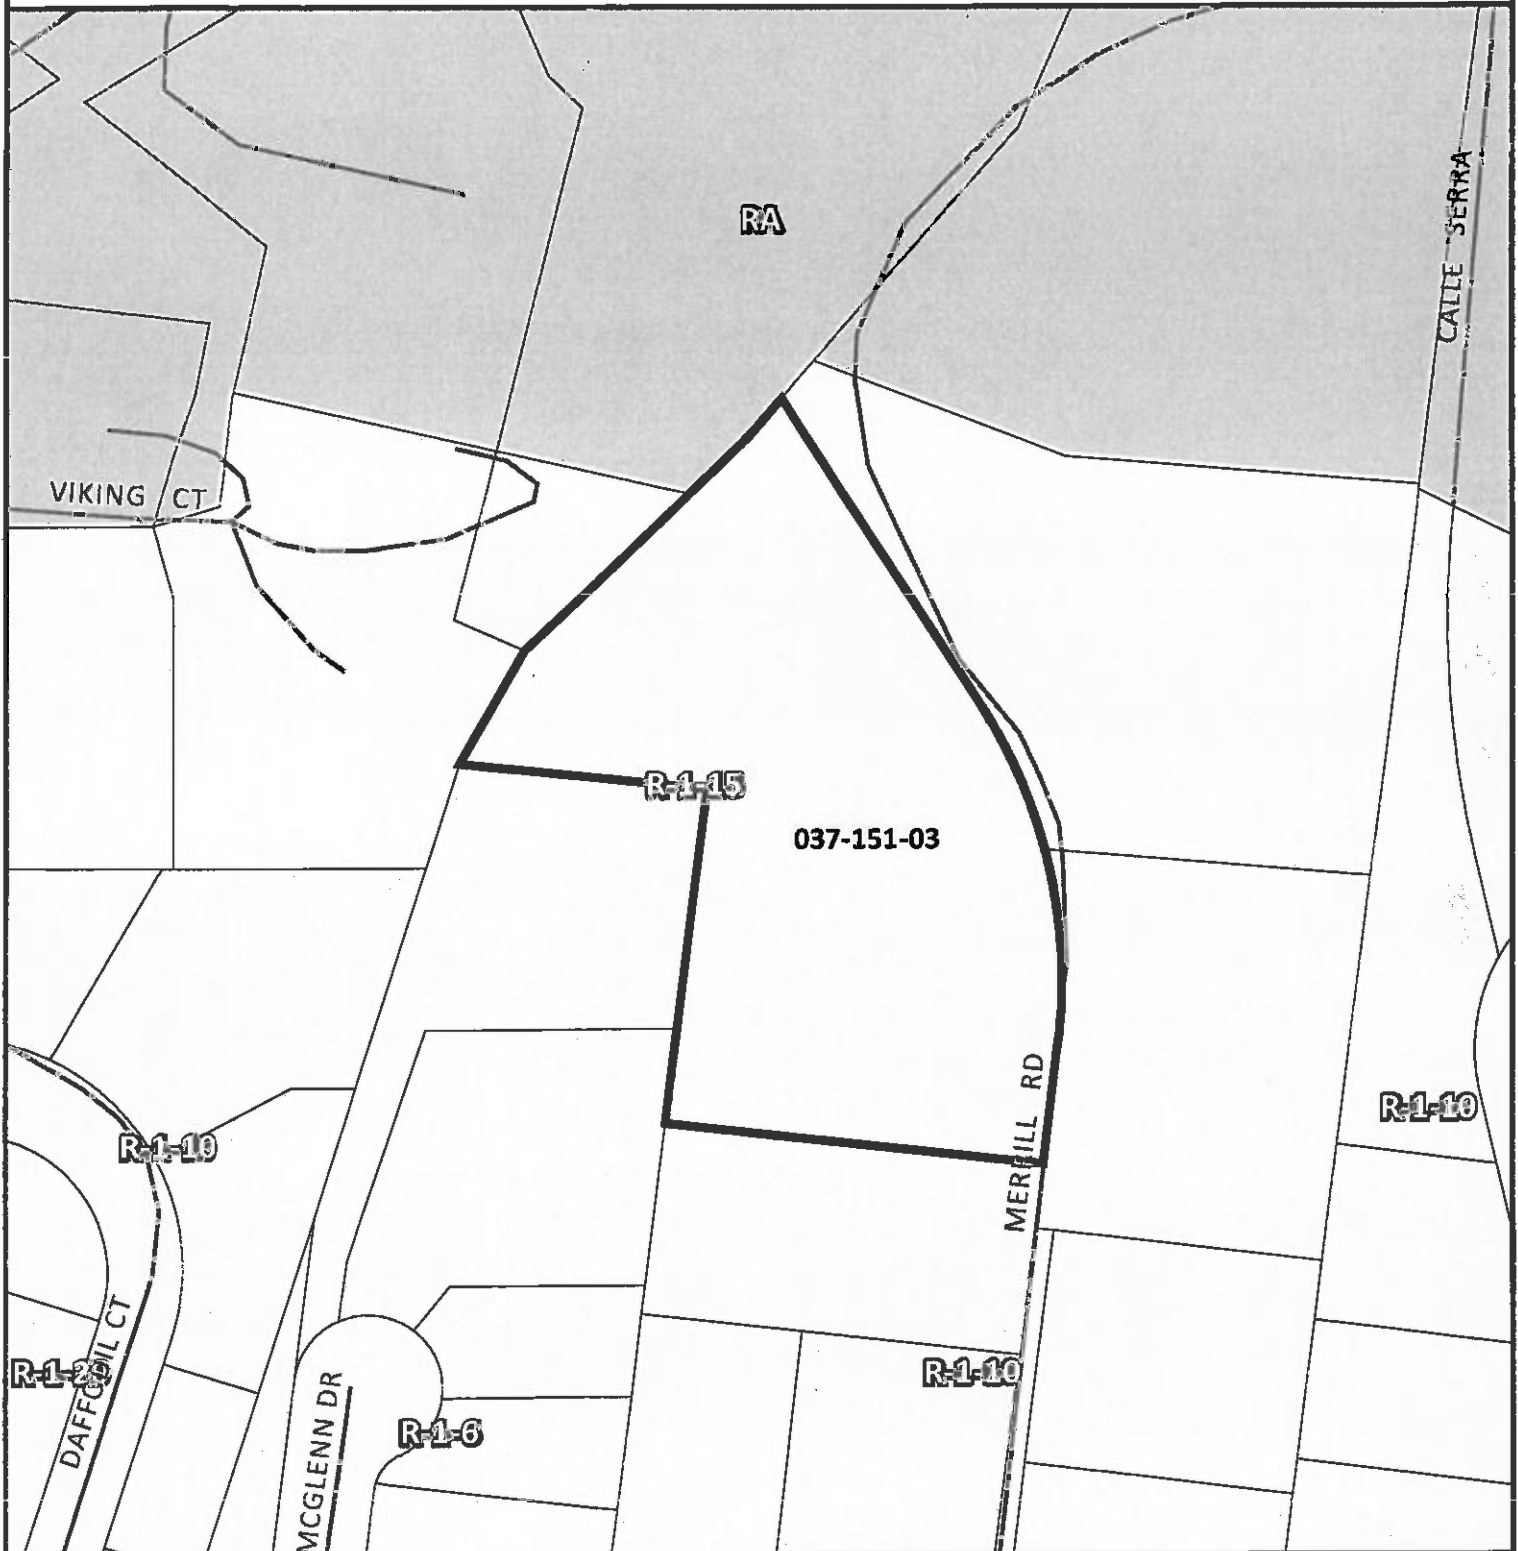 RA
CALLE SERRA
VIKING CT
R-1-15
037-151-03
MERRILL RD
R-1-10
R-1-10
DAFFODIL CT
R-1-10
MCGLENN DR
R-1-6